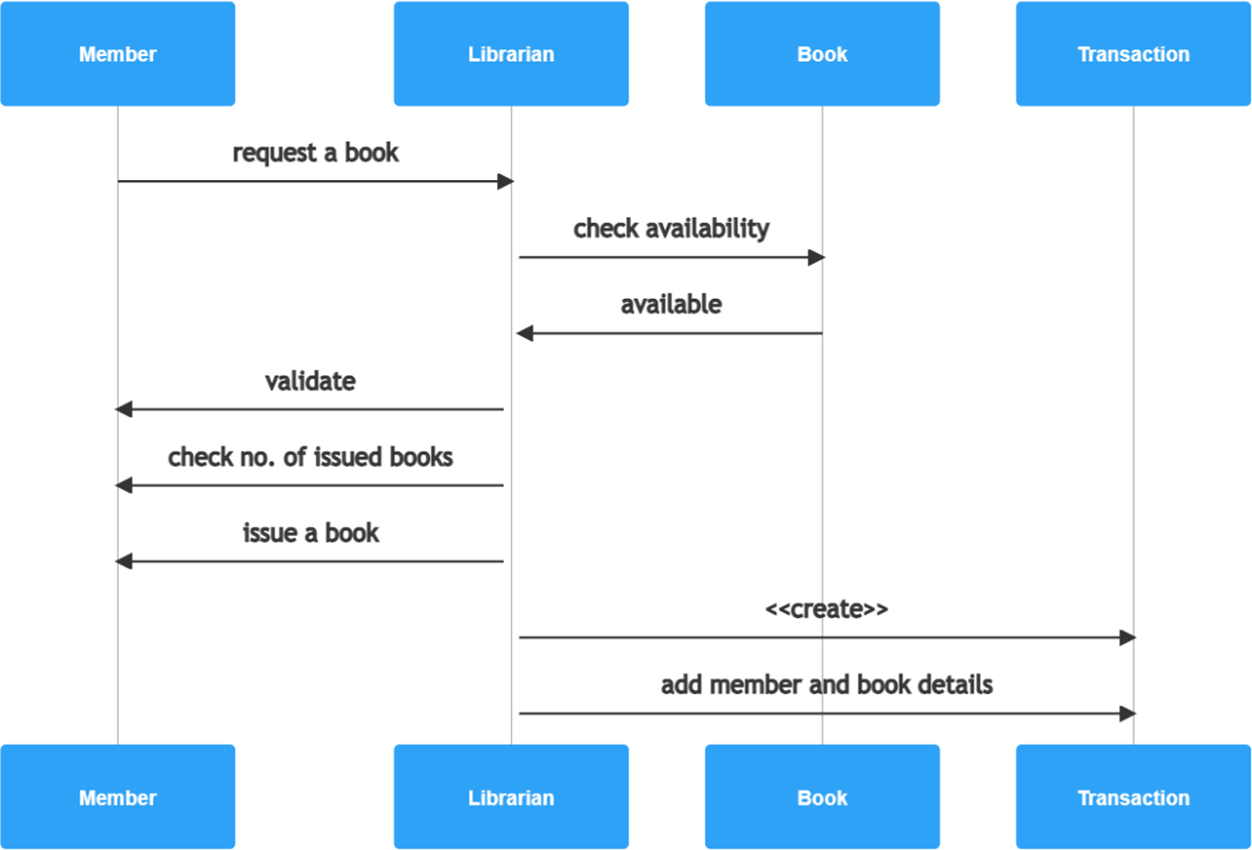 Member
Librarian
Book
Transaction
request a book
check availability
available
validate
check no. of issued books
issue a book
<<create>>
add member and book details
Member
Librarian
Book
Transaction